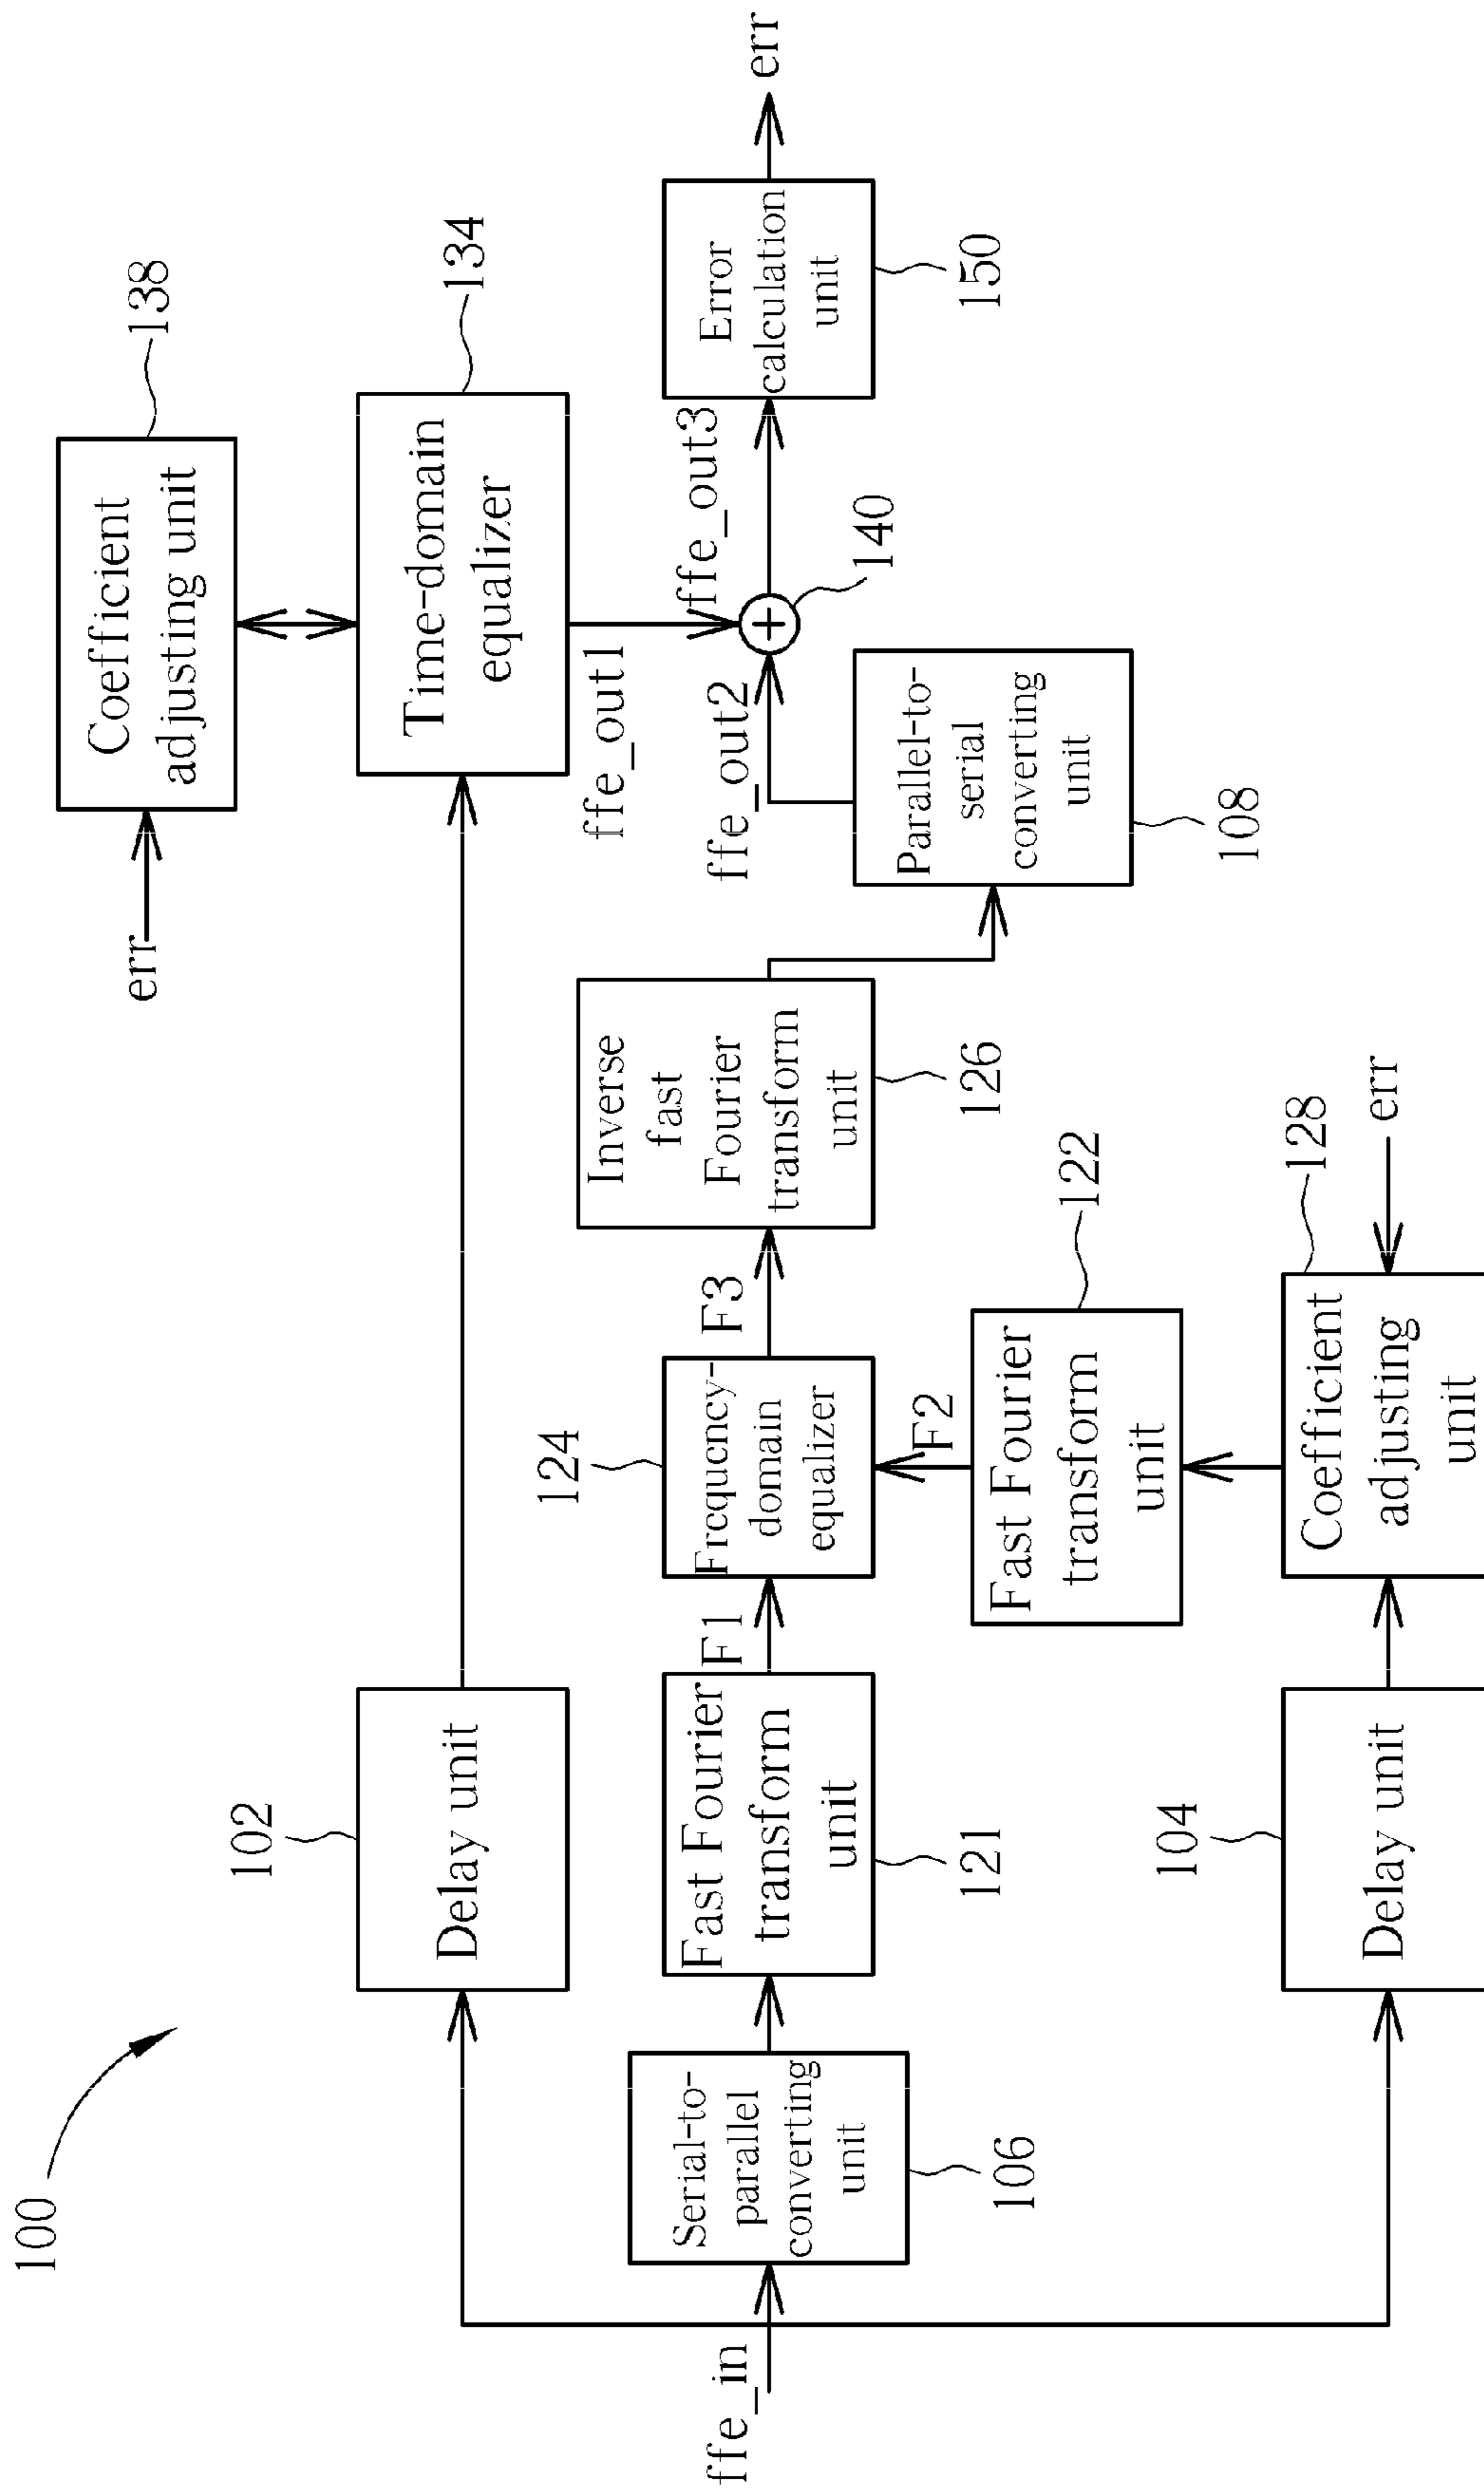 100
err
Coefficient
adjusting unit
138
102
Delay unit
Time-domain
equalizer
134
ffe_out1
ffe_in
Serial-to-
parallel
converting
unit
106
Fast Fourier
transform
unit
121
F1
124
Frequency-
domain
equalizer
F3
Inverse
fast
Fourier
transform
unit
126
ffe_out2
ffe_out3
140
Error
calculation
unit
150
err
Parallel-to-
serial
converting
unit
108
F2
Fast Fourier
transform
unit
122
104
Delay unit
Coefficient
adjusting
unit
128
err